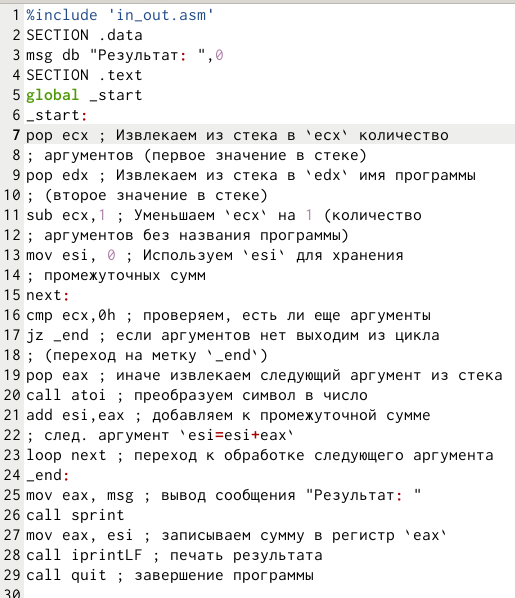 1 %include 'in_out.asm'
2 SECTION .data
3 msg db "Результат: ",0
4 SECTION .text
5 global _start
6 _start:
7 pop ecx ; Извлекаем из стека в `ecx` количество
8 ; аргументов (первое значение в стеке)
9 pop edx ; Извлекаем из стека в `edx` имя программы
10 ; (второе значение в стеке)
11 sub ecx,1 ; Уменьшаем `ecx` на 1 (количество
12 ; аргументов без названия программы)
13 mov esi, 0 ; Используем `esi` для хранения
14 ; промежуточных сумм
15 next:
16 cmp ecx,0h ; проверяем, есть ли еще аргументы
17 jz _end ; если аргументов нет выходим из цикла
18 ; (переход на метку `_end`)
19 pop eax ; иначе извлекаем следующий аргумент из стека
20 call atoi ; преобразуем символ в число
21 add esi,eax ; добавляем к промежуточной сумме
22 ; след. аргумент `esi=esi+eax`
23 loop next ; переход к обработке следующего аргумента
24 _end:
25 mov eax, msg ; вывод сообщения "Результат: "
26 call sprint
27 mov eax, esi ; записываем сумму в регистр `eax`
28 call iprintLF ; печать результата
29 call quit ; завершение программы
30